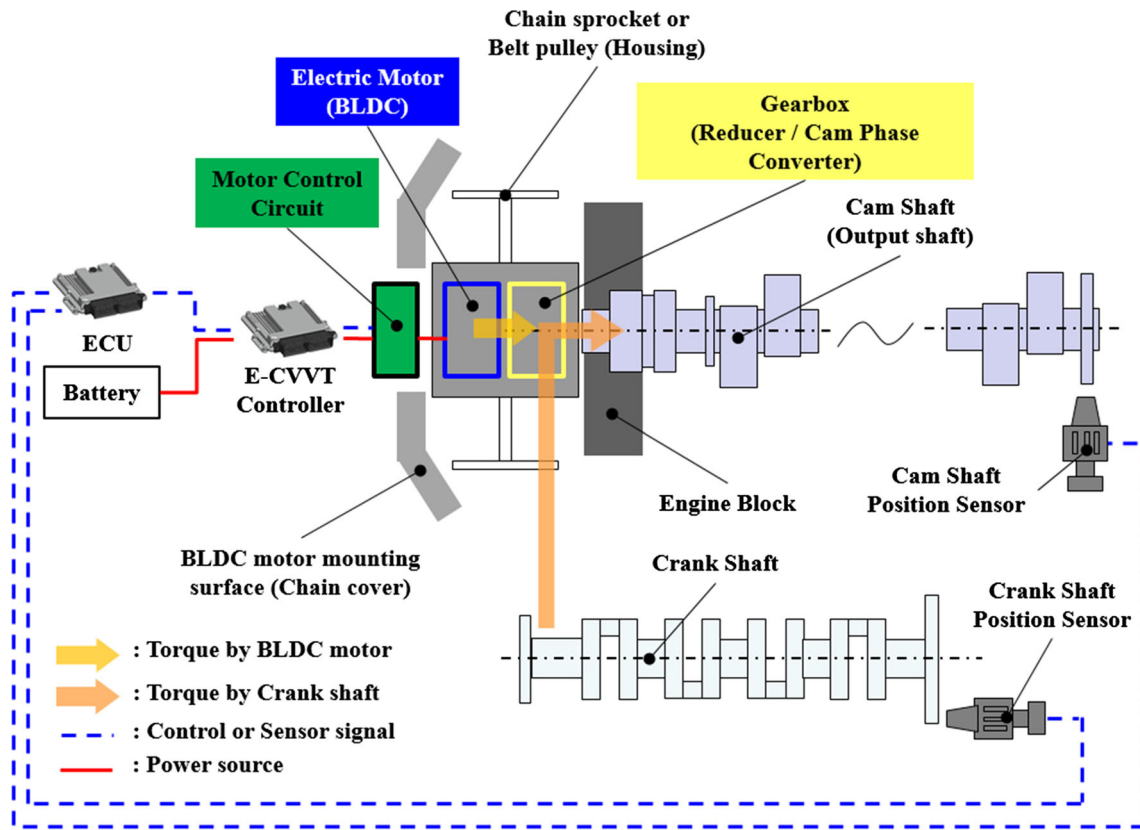 Chain sprocket or
Belt pulley (Housing)
Electric Motor
(BLDC)
Gearbox
(Reducer / Cam Phase
Converter)
Motor Control
Circuit
Cam Shaft
(Output shaft)
ECU
Battery
E-CVVT
Controller
Cam Shaft
Position Sensor
Engine Block
BLDC motor mounting
surface (Chain cover)
Crank Shaft
Crank Shaft
Position Sensor
: Torque by BLDC motor
: Torque by Crank shaft
: Control or Sensor signal
: Power source